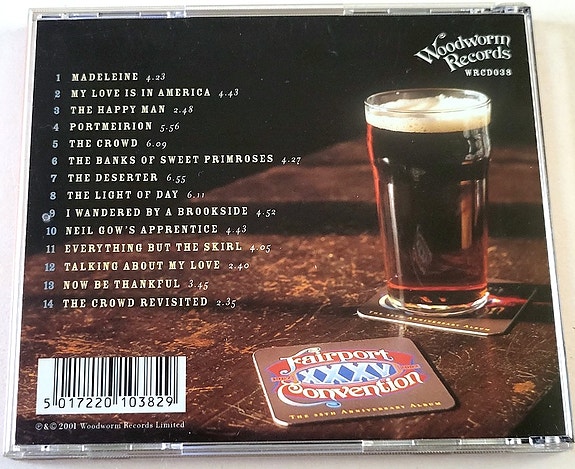 Woodworm
Records
WRCD038
1 MADELEINE 4.23
2 MY LOVE IS IN AMERICA 4.43
3 THE HAPPY MAN 2.48
4 PORTMEIRION 5.56
5 THE CROWD 6.09
6 THE BANKS OF SWEET PRIMROSES 4.27
7 THE DESERTER 6.55
8 THE LIGHT OF DAY 6.11
9 I WANDERED BY A BROOKSIDE 4.52
10 NEIL GOW'S APPRENTICE 4.43
11 EVERYTHING BUT THE SKIRL 4.05
12 TALKING ABOUT MY LOVE 2.40
13 NOW BE THANKFUL 3.45
14 THE CROWD REVISITED 2.35
Fairport
XXXV
Convention
THE 35TH ANNIVERSARY ALBUM
5 017220 103829
℗ & © 2001 Woodworm Records Limited